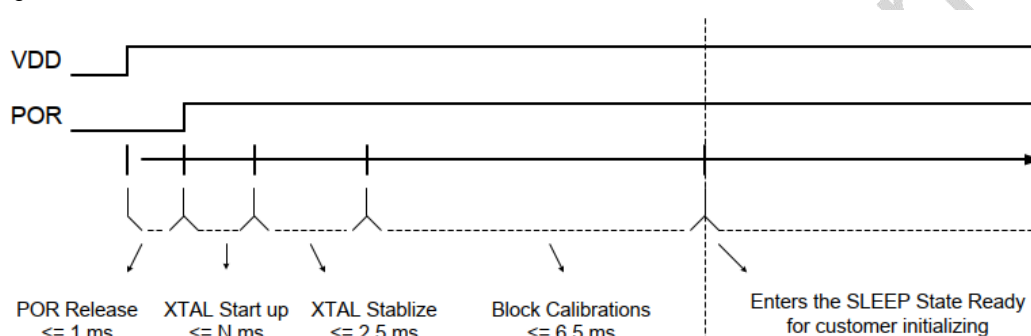 VDD
POR
POR Release
<= 1 ms
XTAL Start up
<= N ms
XTAL Stablize
<= 2.5 ms
Block Calibrations
<= 6.5 ms
Enters the SLEEP State Ready
for customer initializing